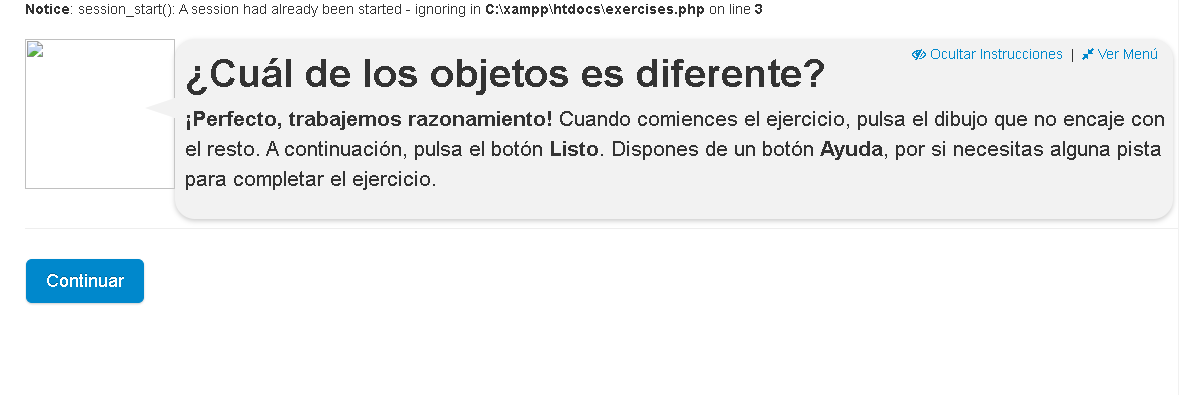 Notice: session_start(): A session had already been started - ignoring in C:\xampp\htdocs\exercises.php on line 3
Ocultar Instrucciones | Ver Menú
¿Cuál de los objetos es diferente?
¡Perfecto, trabajemos razonamiento! Cuando comiences el ejercicio, pulsa el dibujo que no encaje con
el resto. A continuación, pulsa el botón Listo. Dispones de un botón Ayuda, por si necesitas alguna pista
para completar el ejercicio.
Continuar